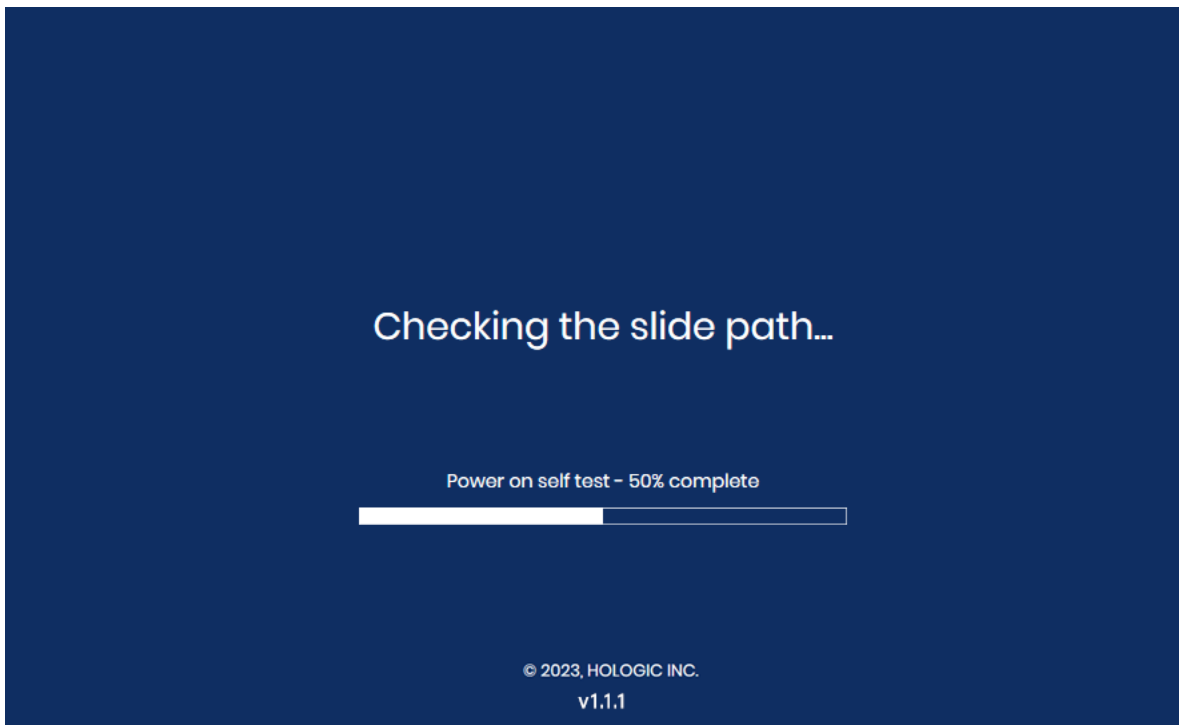 Checking the slide path...
Power on self test - 50% complete
© 2023, HOLOGIC INC.
v1.1.1